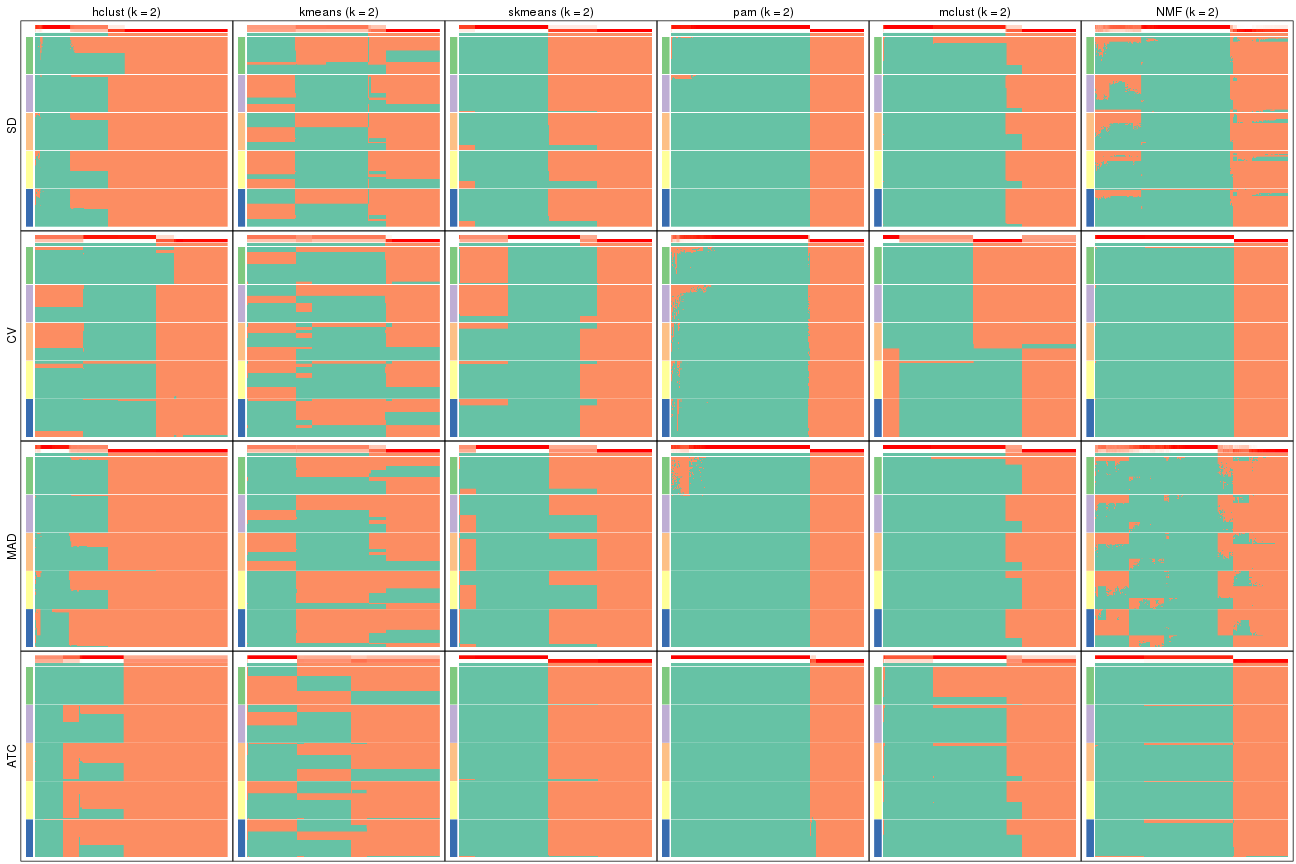 hclust (k = 2) kmeans (k = 2) skmeans (k = 2) pam (k = 2) mclust (k = 2) NMF (k = 2)
SD
CV
MAD
ATC